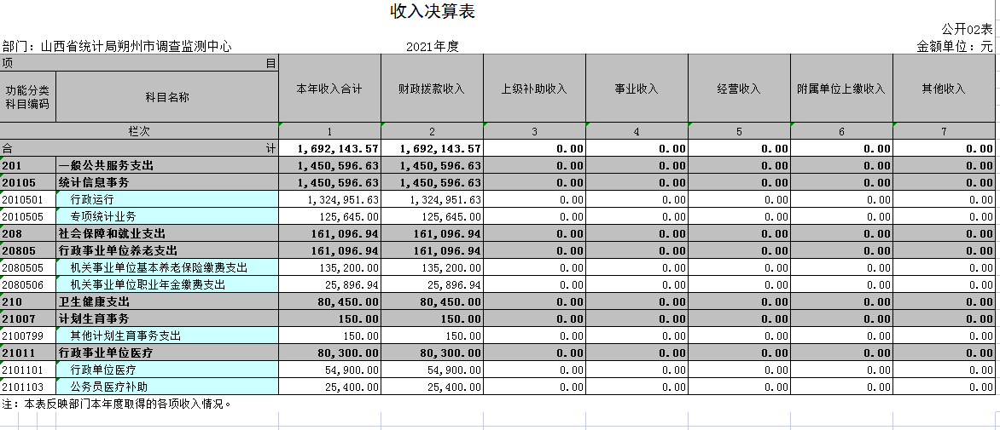 收入决算表
公开02表
部门：山西省统计局朔州市调查监测中心 2021年度 金额单位：元
项 目
功能分类科目编码 科目名称 本年收入合计 财政拨款收入 上级补助收入 事业收入 经营收入 附属单位上缴收入 其他收入
栏次 1 2 3 4 5 6 7
合 计 1,692,143.57 1,692,143.57 0.00 0.00 0.00 0.00 0.00
201 一般公共服务支出 1,450,596.63 1,450,596.63 0.00 0.00 0.00 0.00 0.00
20105 统计信息事务 1,450,596.63 1,450,596.63 0.00 0.00 0.00 0.00 0.00
2010501 行政运行 1,324,951.63 1,324,951.63 0.00 0.00 0.00 0.00 0.00
2010505 专项统计业务 125,645.00 125,645.00 0.00 0.00 0.00 0.00 0.00
208 社会保障和就业支出 161,096.94 161,096.94 0.00 0.00 0.00 0.00 0.00
20805 行政事业单位养老支出 161,096.94 161,096.94 0.00 0.00 0.00 0.00 0.00
2080505 机关事业单位基本养老保险缴费支出 135,200.00 135,200.00 0.00 0.00 0.00 0.00 0.00
2080506 机关事业单位职业年金缴费支出 25,896.94 25,896.94 0.00 0.00 0.00 0.00 0.00
210 卫生健康支出 80,450.00 80,450.00 0.00 0.00 0.00 0.00 0.00
21007 计划生育事务 150.00 150.00 0.00 0.00 0.00 0.00 0.00
2100799 其他计划生育事务支出 150.00 150.00 0.00 0.00 0.00 0.00 0.00
21011 行政事业单位医疗 80,300.00 80,300.00 0.00 0.00 0.00 0.00 0.00
2101101 行政单位医疗 54,900.00 54,900.00 0.00 0.00 0.00 0.00 0.00
2101103 公务员医疗补助 25,400.00 25,400.00 0.00 0.00 0.00 0.00 0.00
注：本表反映部门本年度取得的各项收入情况。